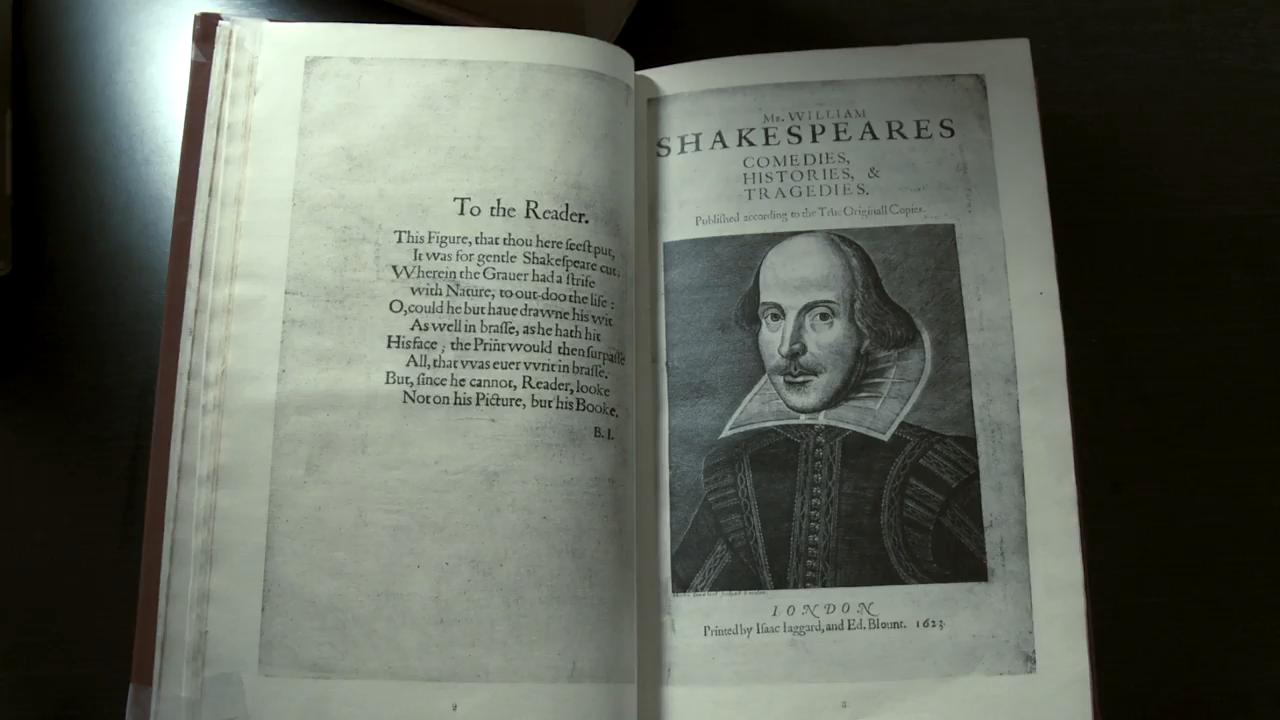 To the Reader.
This Figure, that thou here ſeeſt put,
It was for gentle Shakeſpeare cut;
Wherein the Grauer had a ſtrife
with Nature, to out-doo the life :
O, could he but haue drawne his wit
As well in braſſe, as he hath hit
His face ; the Print would then ſurpaſſe
All, that vvas euer vvrit in braſſe.
But, ſince he cannot, Reader, looke
Not on his Picture, but his Booke.
B. I.
Mr. WILLIAM
SHAKESPEARES
COMEDIES,
HISTORIES, &
TRAGEDIES.
Publiſhed according to the True Originall Copies.
LONDON
Printed by Iſaac Iaggard, and Ed. Blount. 1623.